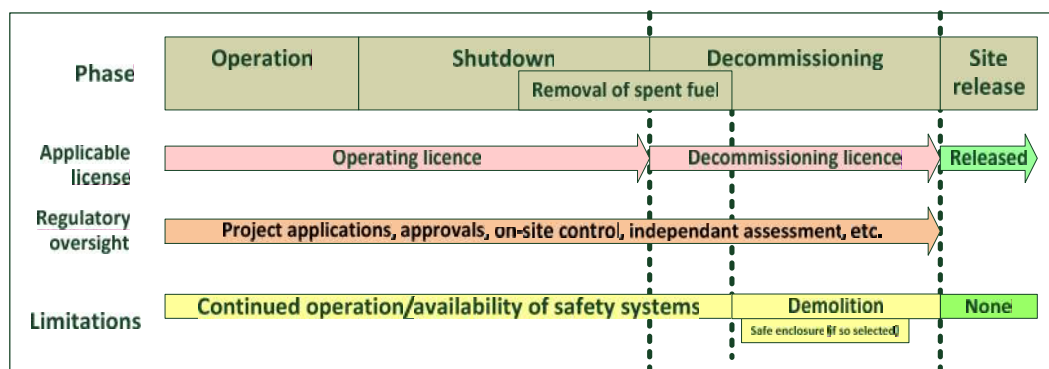 Phase
Operation
Shutdown
Decommissioning
Site
release
Removal of spent fuel
Applicable
license
Operating licence
Decommissioning licence
Released
Regulatory
oversight
Project applications, approvals, on-site control, independant assessment, etc.
Limitations
Continued operation/availability of safety systems
Demolition
None
Safe enclosure (if so selected)